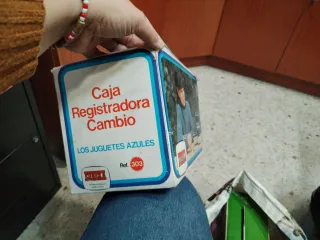 Caja
Registradora
Cambio
LOS JUGUETES AZULES
Ref. 303